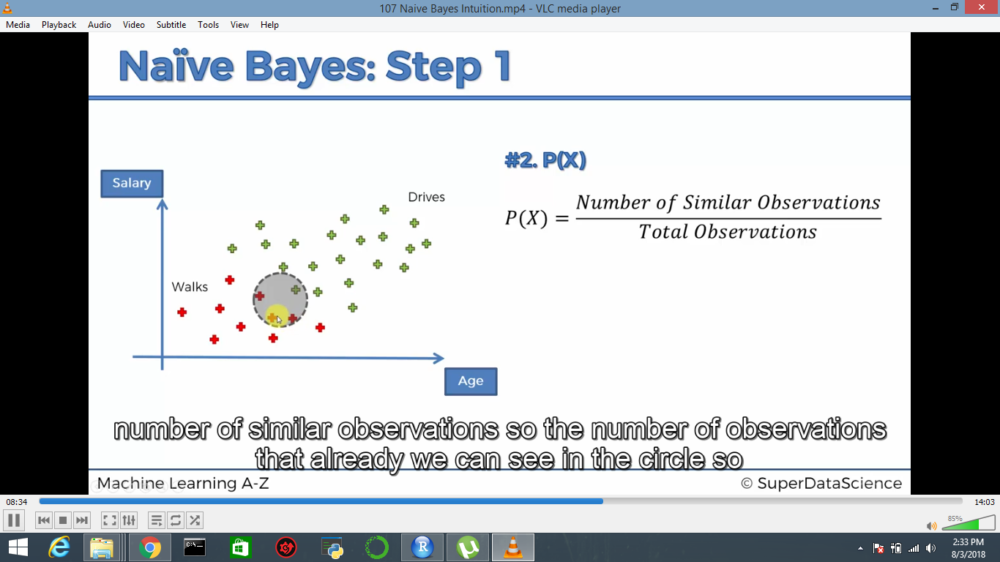 107 Naive Bayes Intuition.mp4 - VLC media player
Media Playback Audio Video Subtitle Tools View Help
Naïve Bayes: Step 1
#2. P(X)
Salary
Drives
P(X) = Number of Similar Observations / Total Observations
Walks
Age
number of similar observations so the number of observations
that already we can see in the circle so
Machine Learning A-Z
© SuperDataScience
08:34
14:03
85%
C:\_
R
2:33 PM
8/3/2018